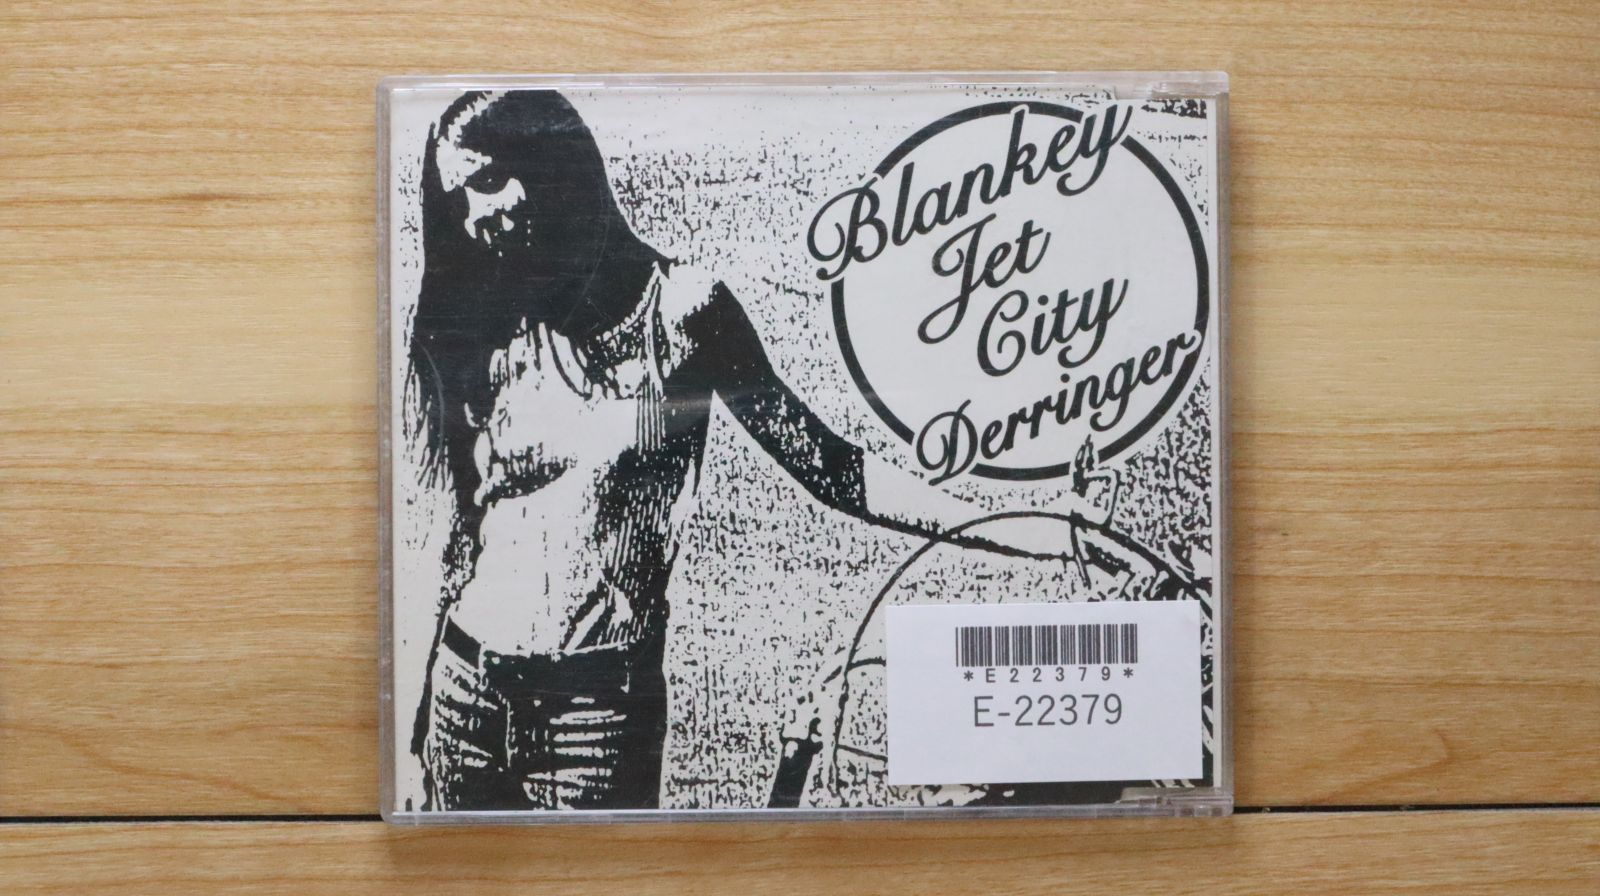 Blankey
Jet
City
Derringer
*E22379*
E-22379